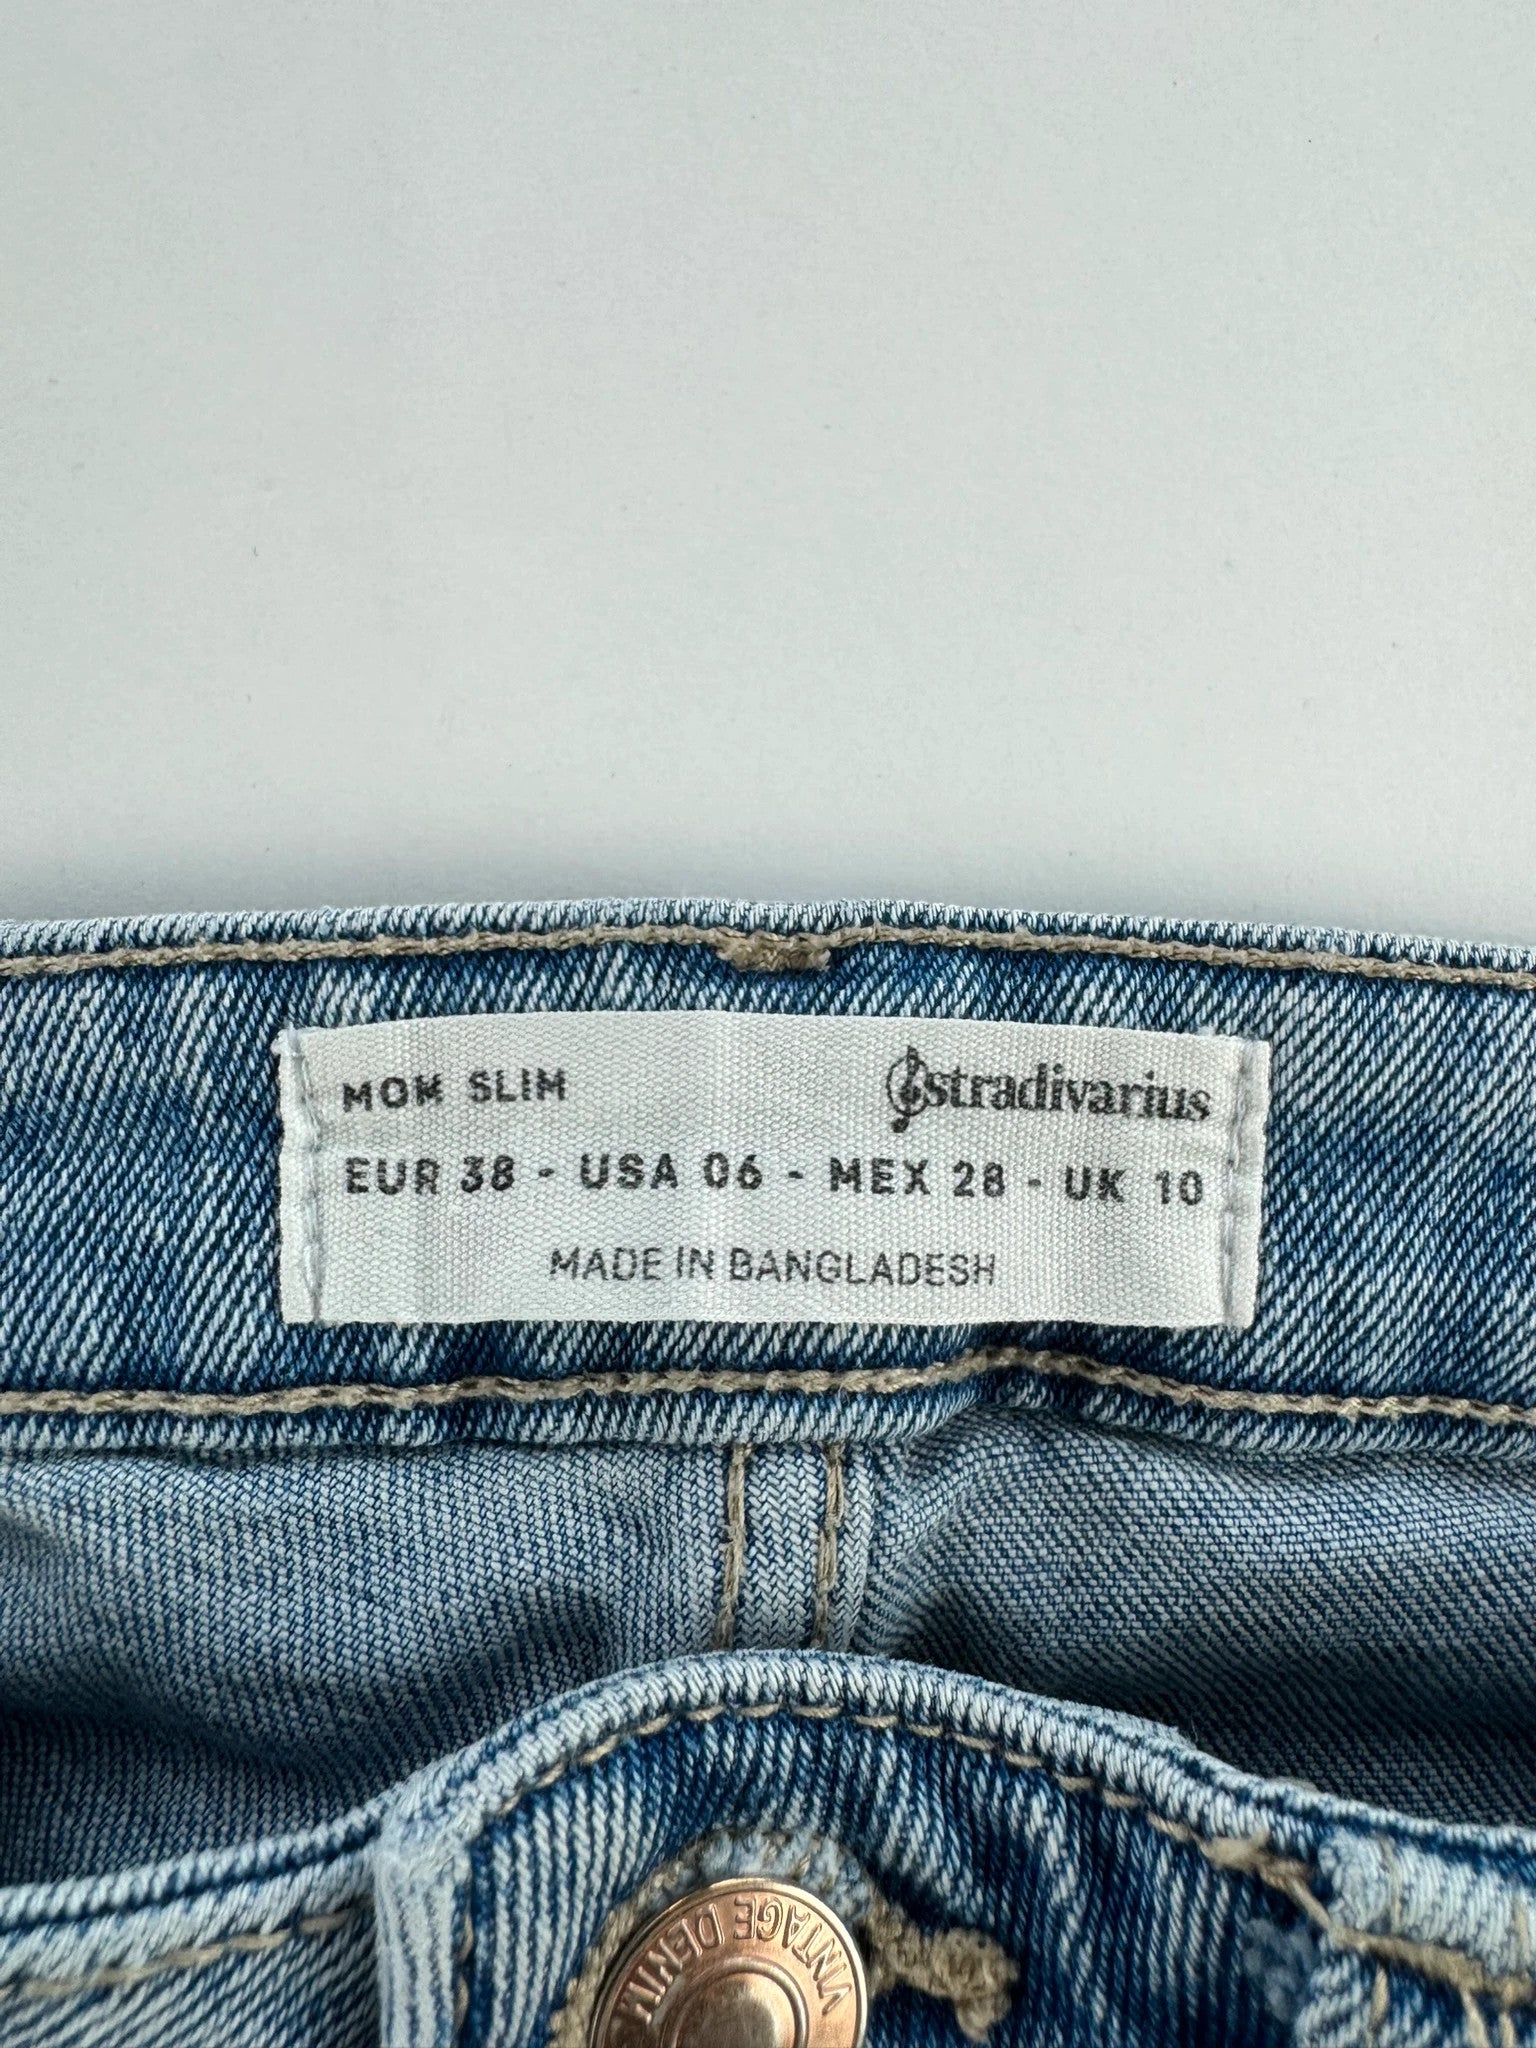 MOM SLIM stradivarius
EUR 38 - USA 06 - MEX 28 - UK 10
MADE IN BANGLADESH
VINTAGE DENIM